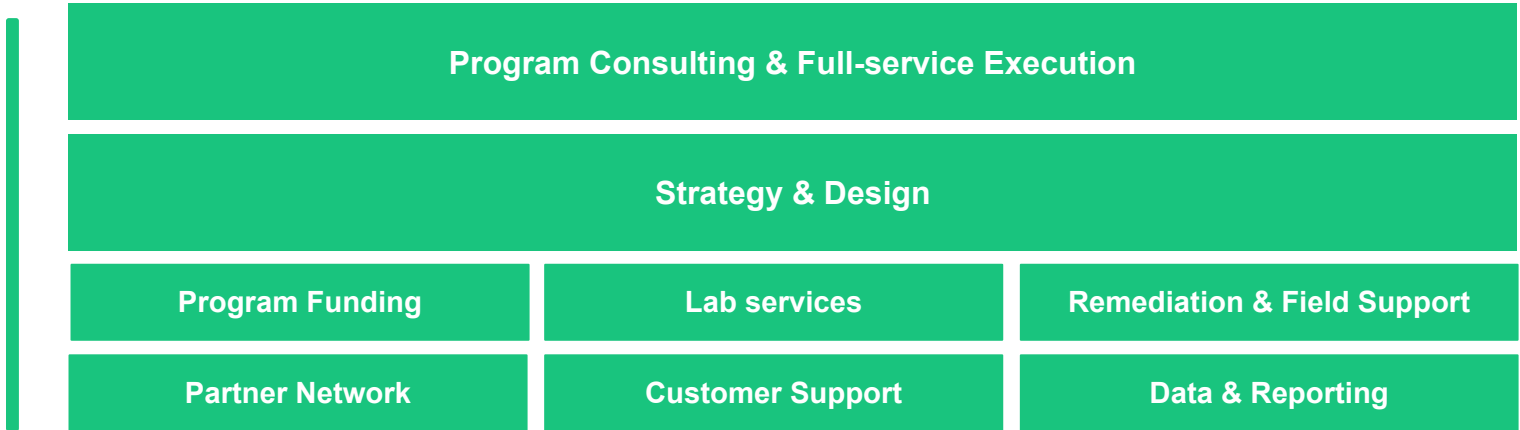 Program Consulting & Full-service Execution
Strategy & Design
Program Funding
Lab services
Remediation & Field Support
Partner Network
Customer Support
Data & Reporting